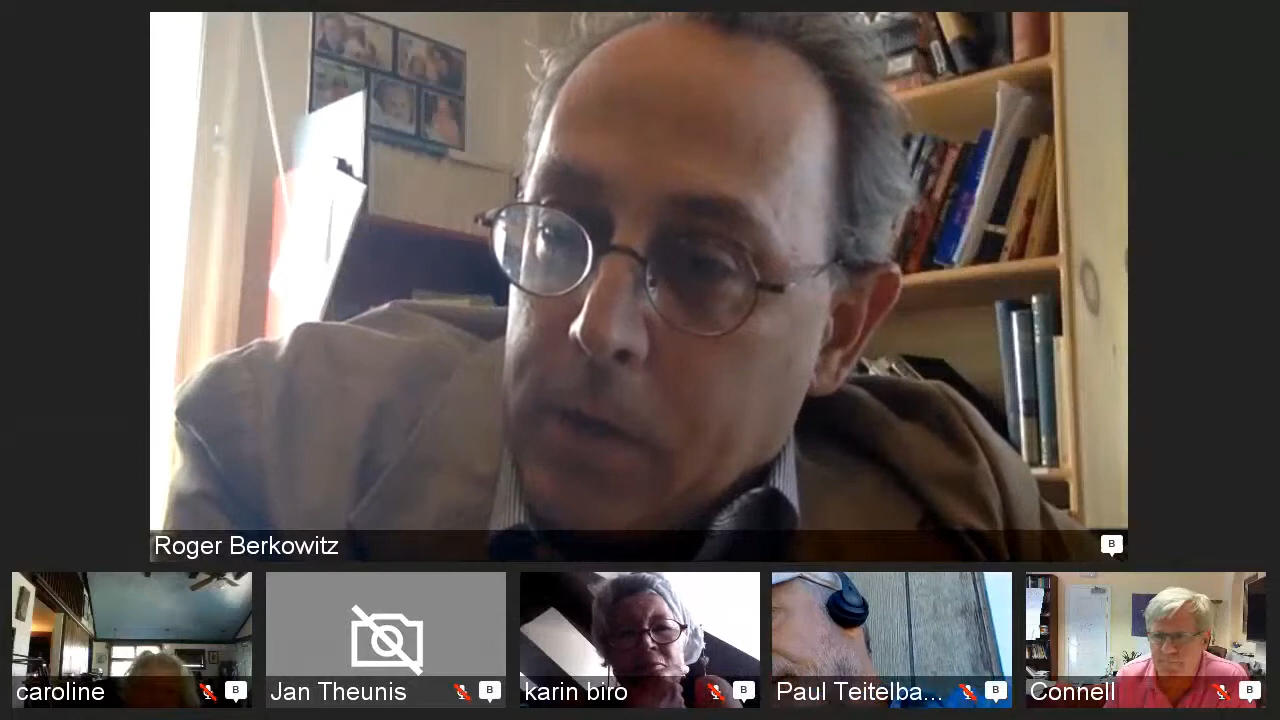 Roger Berkowitz
B
caroline
B
Jan Theunis
B
karin biro
B
Paul Teitelba...
B
Connell
B